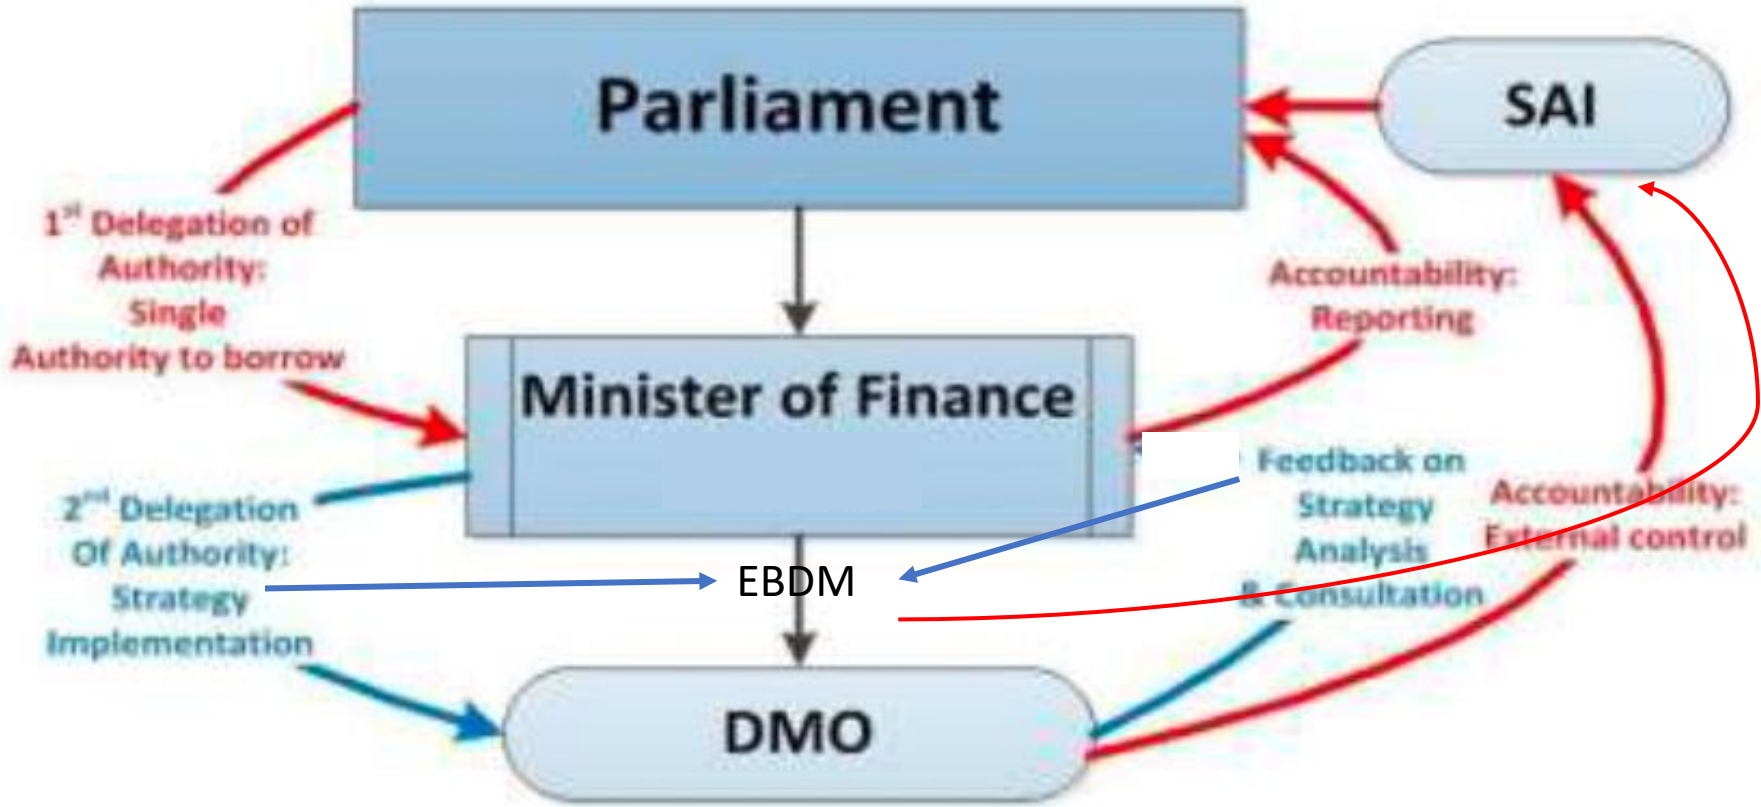 Parliament
SAI
1st Delegation of
Authority:
Single
Authority to borrow
Accountability:
Reporting
Minister of Finance
2nd Delegation
Of Authority:
Strategy
Implementation
Feedback on
Strategy
Analysis
& Consultation
Accountability:
External control
EBDM
DMO